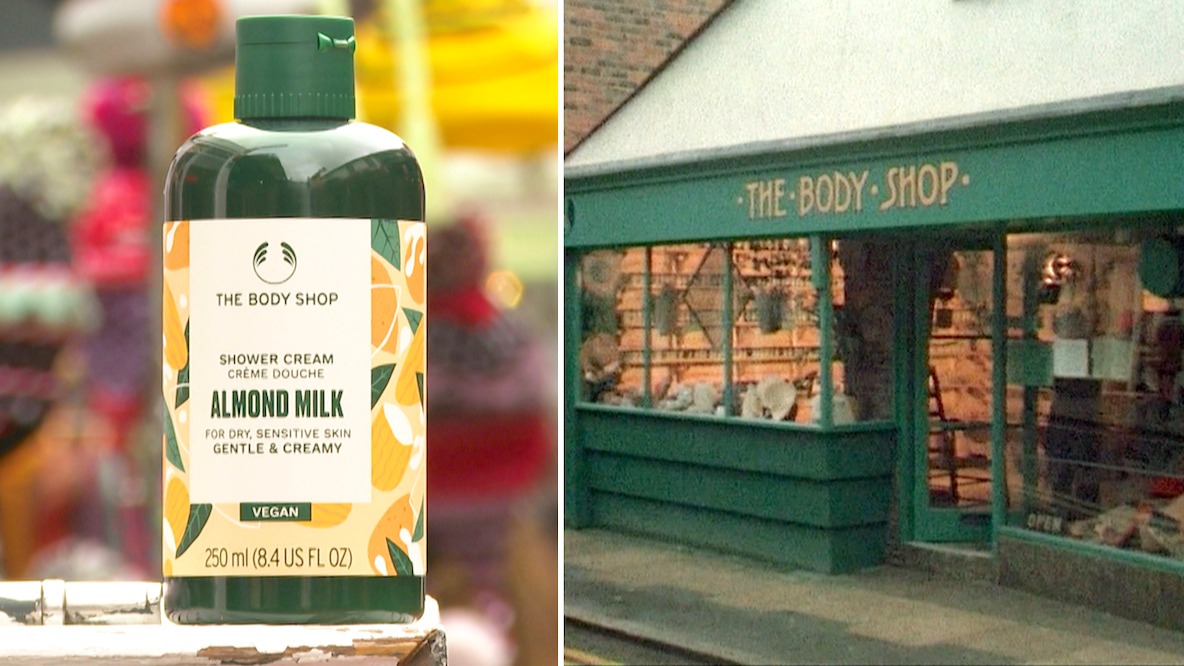 THE BODY SHOP
SHOWER CREAM
CRÈME DOUCHE
ALMOND MILK
FOR DRY, SENSITIVE SKIN
GENTLE & CREAMY
VEGAN
250 ml (8.4 US FL OZ)
·THE·BODY·SHOP·
OPEN